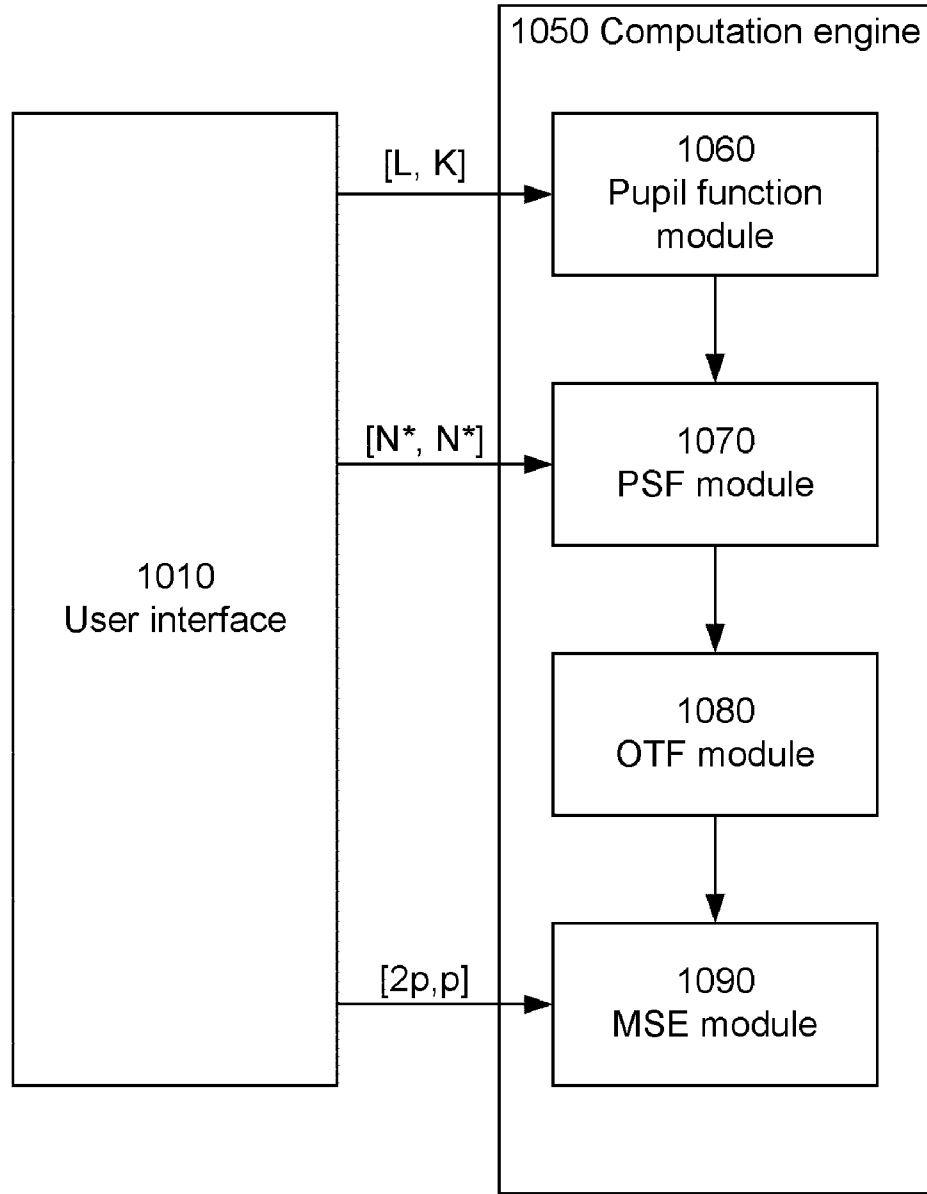 1050 Computation engine
[L, K]
1060
Pupil function
module
[N*, N*]
1070
PSF module
1010
User interface
1080
OTF module
[2p,p]
1090
MSE module